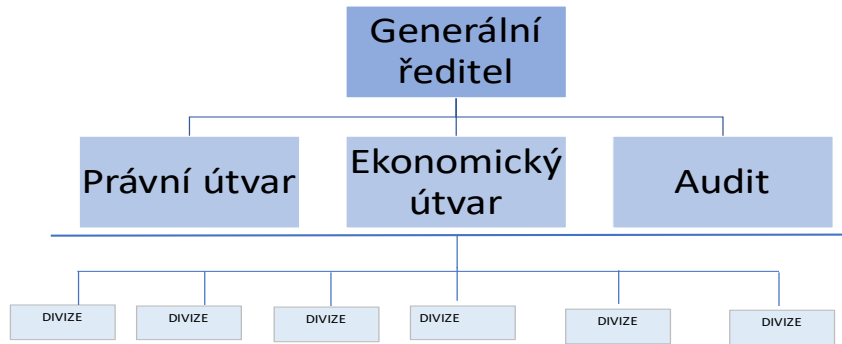 Generální
ředitel
Právní útvar
Ekonomický
útvar
Audit
DIVIZE
DIVIZE
DIVIZE
DIVIZE
DIVIZE
DIVIZE